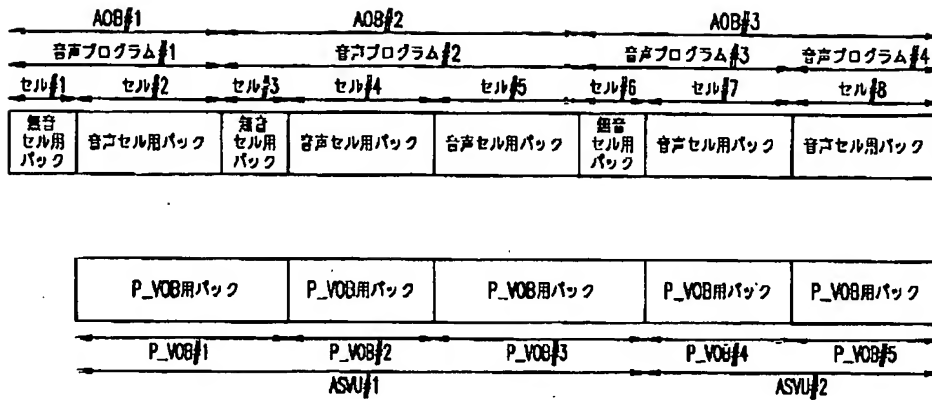 AOB#1 AOB#2 AOB#3
音声プログラム#1 音声プログラム#2 音声プログラム#3 音声プログラム#4
セル#1 セル#2 セル#3 セル#4 セル#5 セル#6 セル#7 セル#8
無音セル用パック 音声セル用パック 無音セル用パック 音声セル用パック 音声セル用パック 無音セル用パック 音声セル用パック 音声セル用パック
P_VOB用パック P_VOB用パック P_VOB用パック P_VOB用パック P_VOB用パック
P_VOB#1 P_VOB#2 P_VOB#3 P_VOB#4 P_VOB#5
ASVU#1 ASVU#2